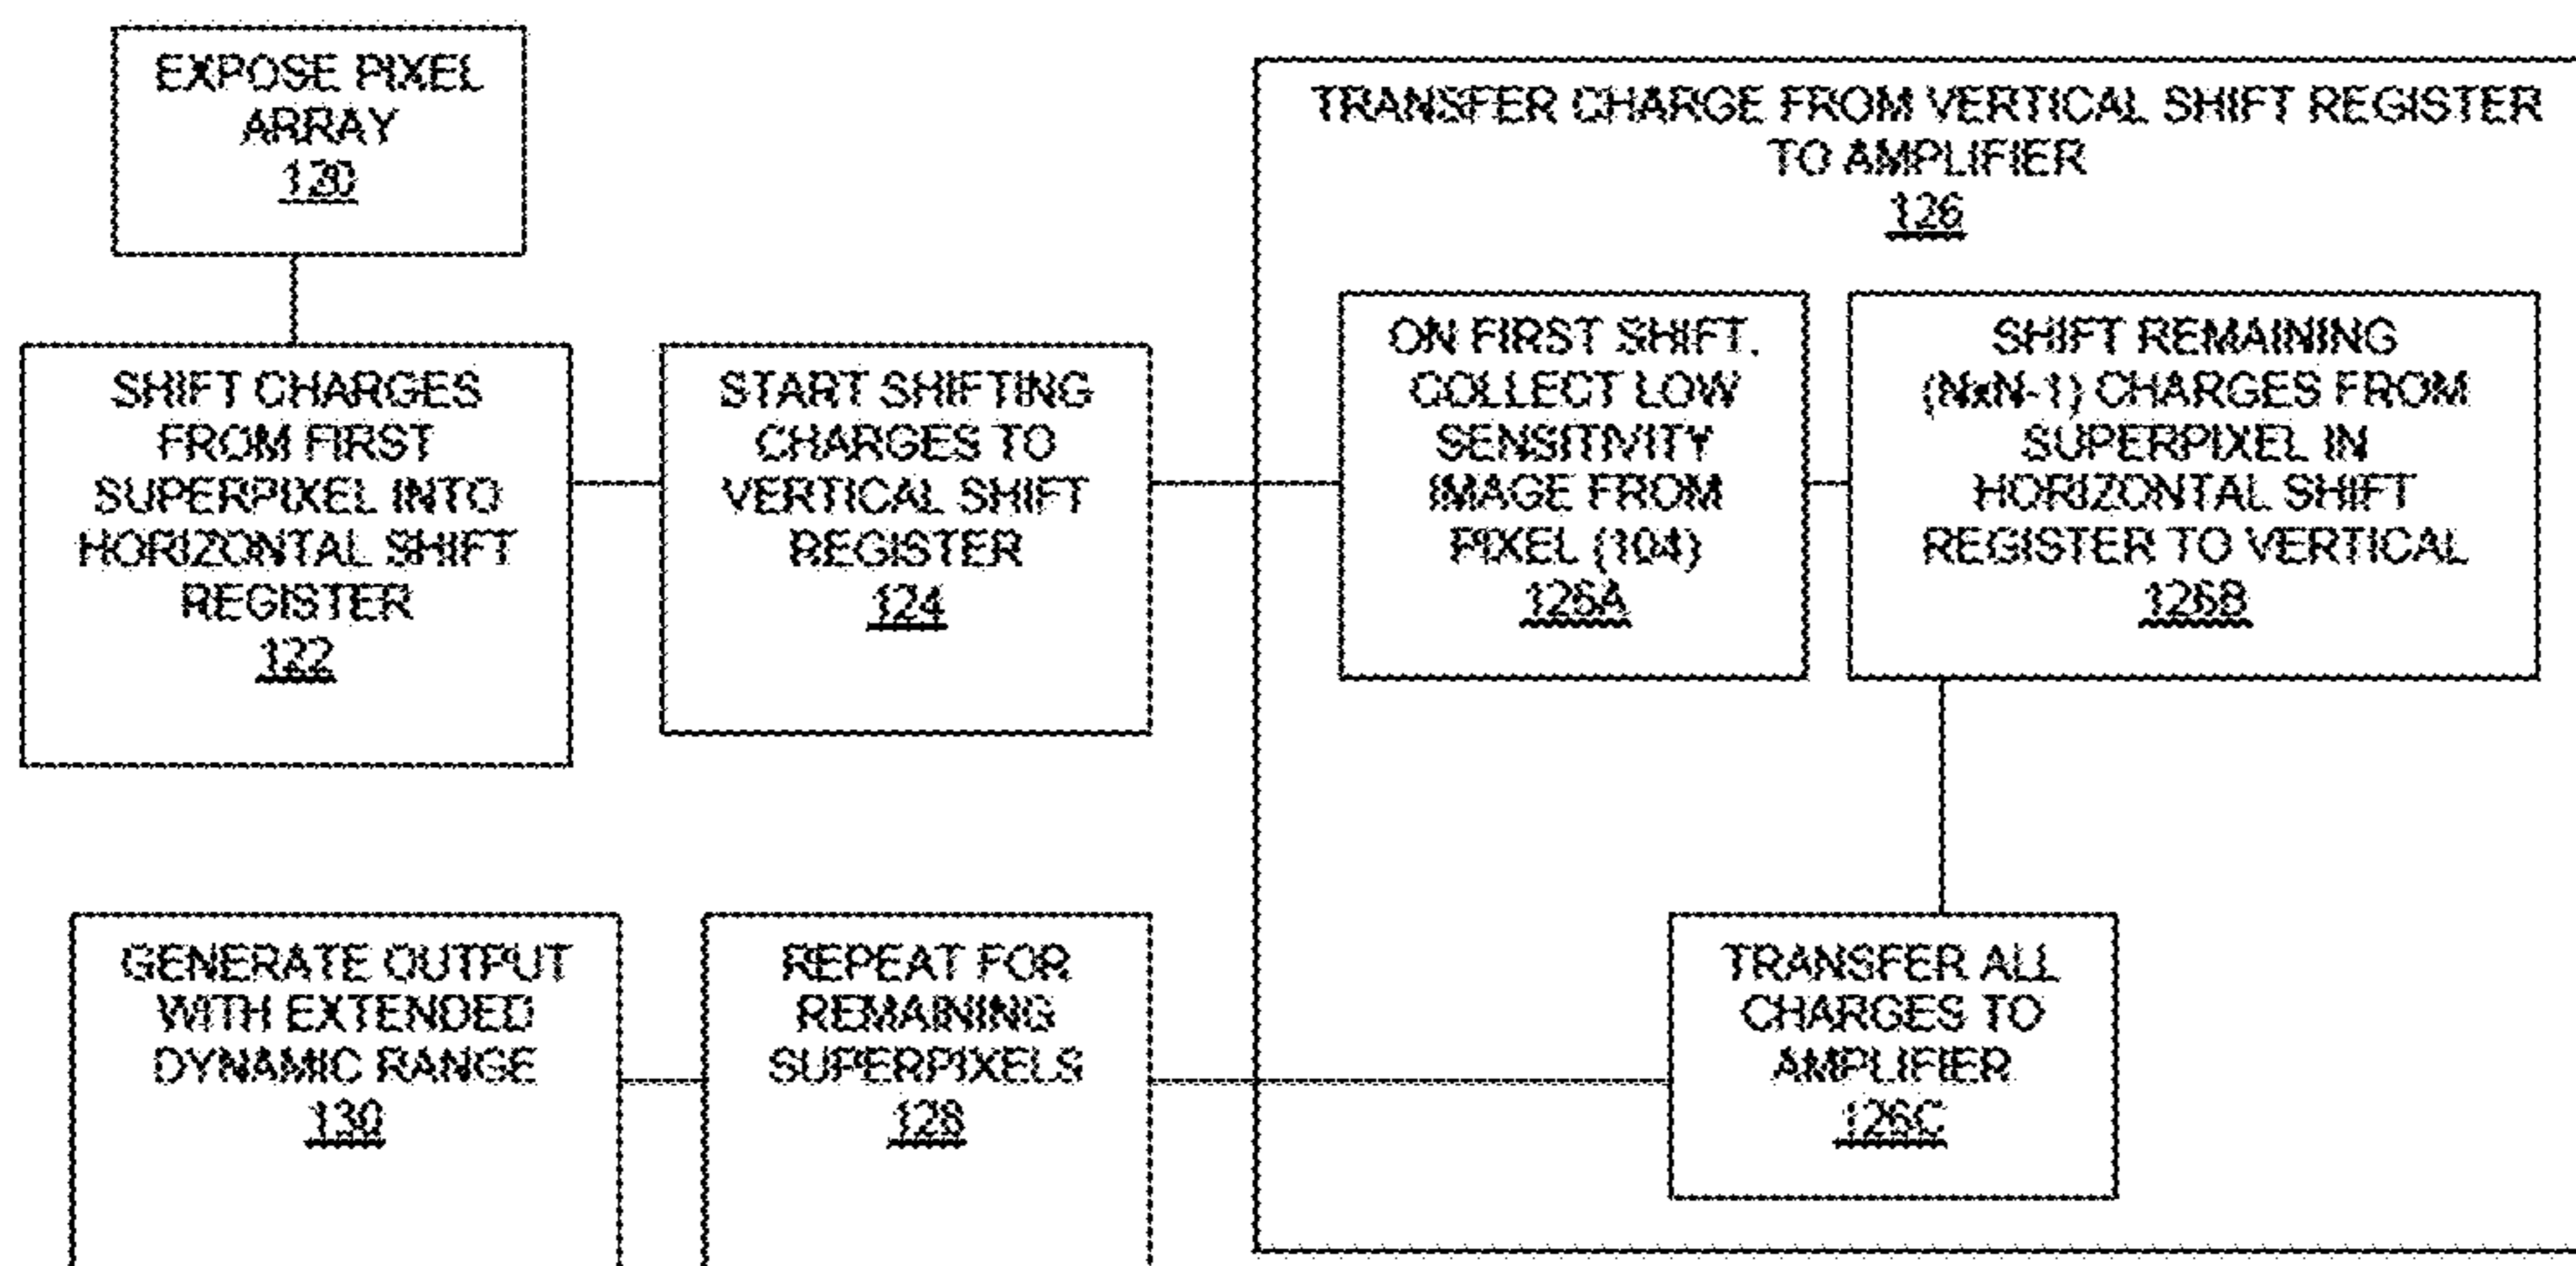 EXPOSE PIXEL
ARRAY
120
SHIFT CHARGES
FROM FIRST
SUPERPIXEL INTO
HORIZONTAL SHIFT
REGISTER
122
START SHIFTING
CHARGES TO
VERTICAL SHIFT
REGISTER
124
TRANSFER CHARGE FROM VERTICAL SHIFT REGISTER
TO AMPLIFIER
126
ON FIRST SHIFT,
COLLECT LOW
SENSITIVITY
IMAGE FROM
PIXEL (104)
126A
SHIFT REMAINING
(NxN-1) CHARGES FROM
SUPERPIXEL IN
HORIZONTAL SHIFT
REGISTER TO VERTICAL
126B
TRANSFER ALL
CHARGES TO
AMPLIFIER
126C
REPEAT FOR
REMAINING
SUPERPIXELS
128
GENERATE OUTPUT
WITH EXTENDED
DYNAMIC RANGE
130